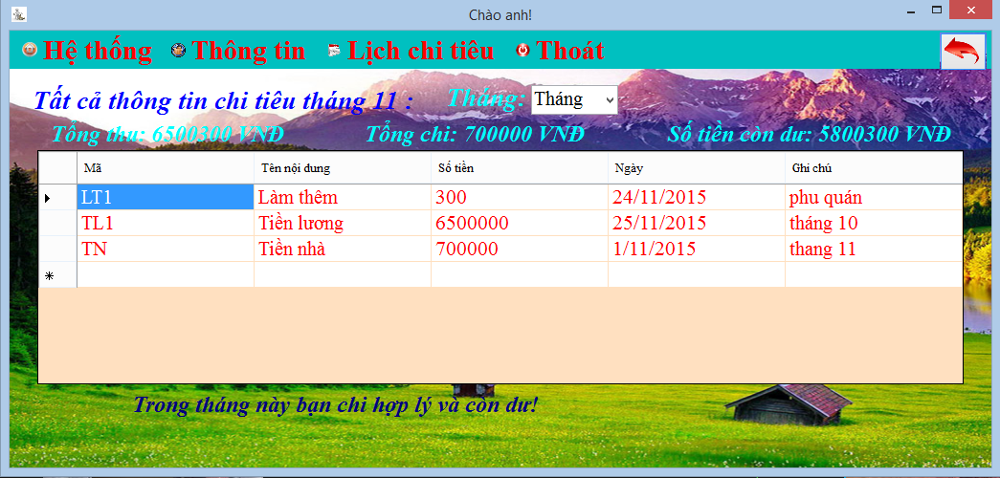 Chào anh!
Hệ thống Thông tin Lịch chi tiêu Thoát
Tất cả thông tin chi tiêu tháng 11 : Tháng: Tháng
Tổng thu: 6500300 VNĐ Tổng chi: 700000 VNĐ Số tiền còn dư: 5800300 VNĐ
Mã Tên nội dung Số tiền Ngày Ghi chú
LT1 Làm thêm 300 24/11/2015 phu quán
TL1 Tiền lương 6500000 25/11/2015 tháng 10
TN Tiền nhà 700000 1/11/2015 thang 11
Trong tháng này bạn chi hợp lý và còn dư!